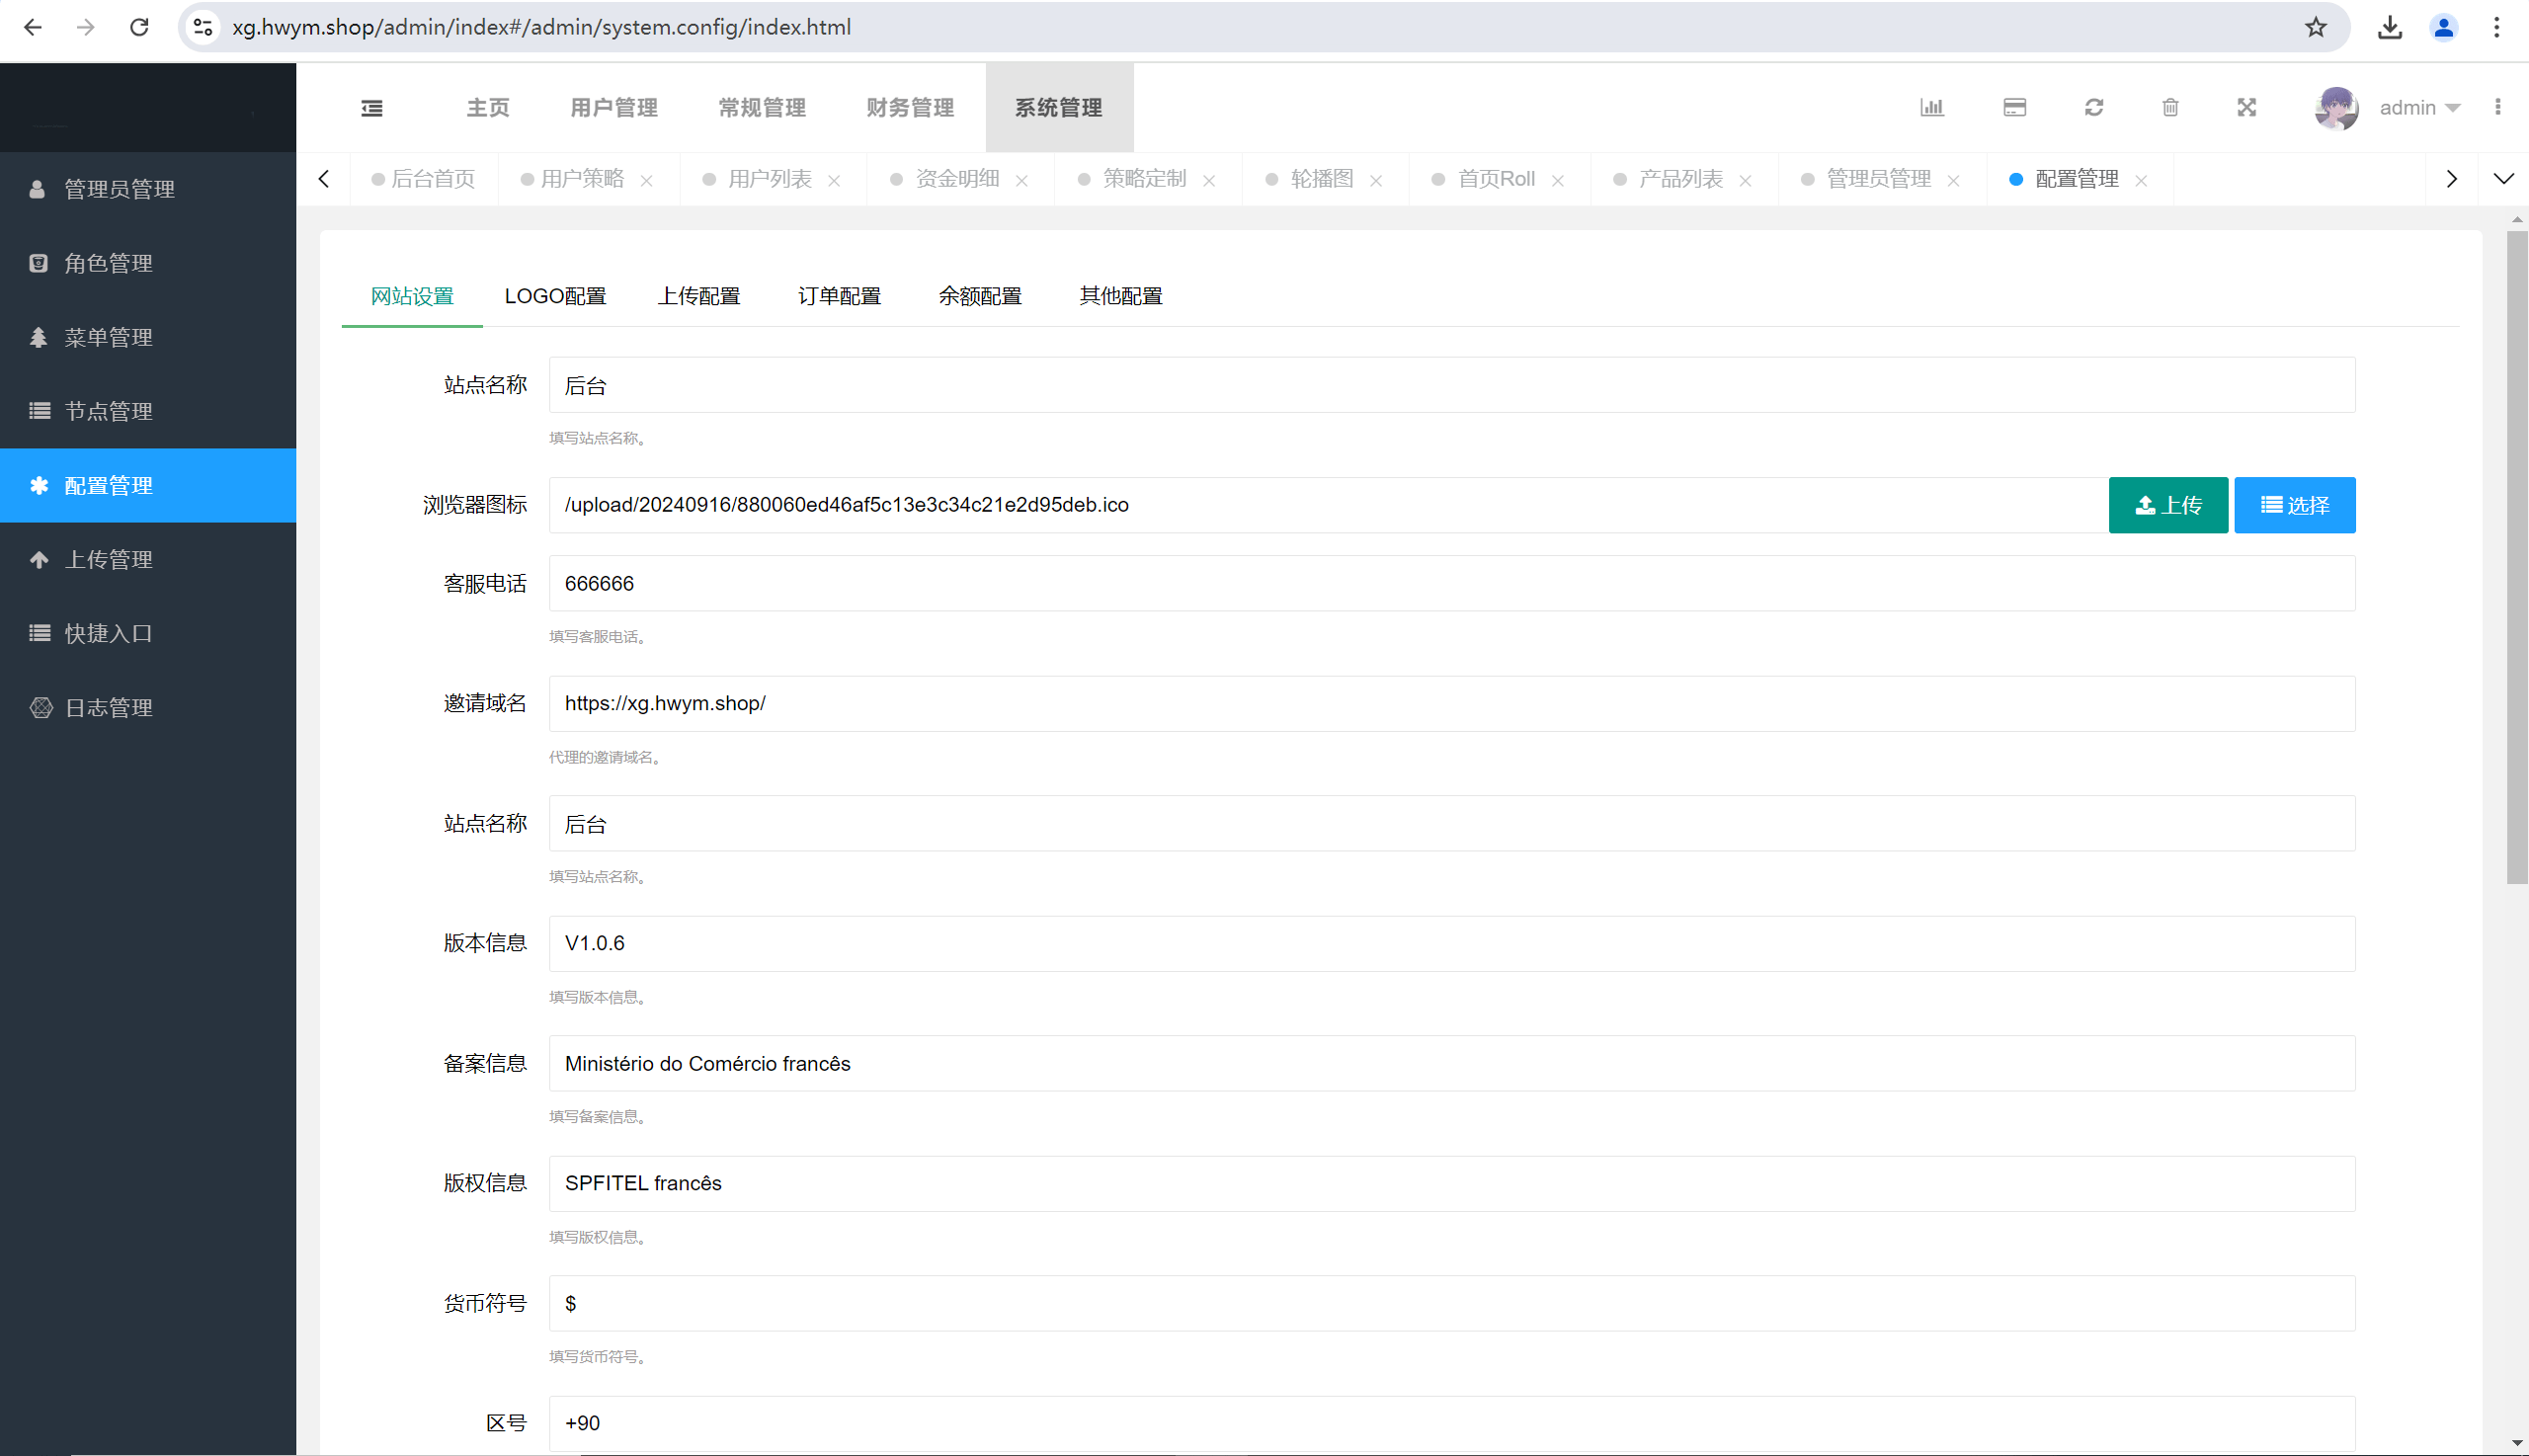 xg.hwym.shop/admin/index#/admin/system.config/index.html
主页 用户管理 常规管理 财务管理 系统管理 admin
后台首页 用户策略 用户列表 资金明细 策略定制 轮播图 首页Roll 产品列表 管理员管理 配置管理
管理员管理
角色管理
菜单管理
节点管理
配置管理
上传管理
快捷入口
日志管理
网站设置 LOGO配置 上传配置 订单配置 余额配置 其他配置
站点名称 后台
填写站点名称。
浏览器图标 /upload/20240916/880060ed46af5c13e3c34c21e2d95deb.ico 上传 选择
客服电话 666666
填写客服电话。
邀请域名 https://xg.hwym.shop/
代理的邀请域名。
站点名称 后台
填写站点名称。
版本信息 V1.0.6
填写版本信息。
备案信息 Ministério do Comércio francês
填写备案信息。
版权信息 SPFITEL francês
填写版权信息。
货币符号 $
填写货币符号。
区号 +90